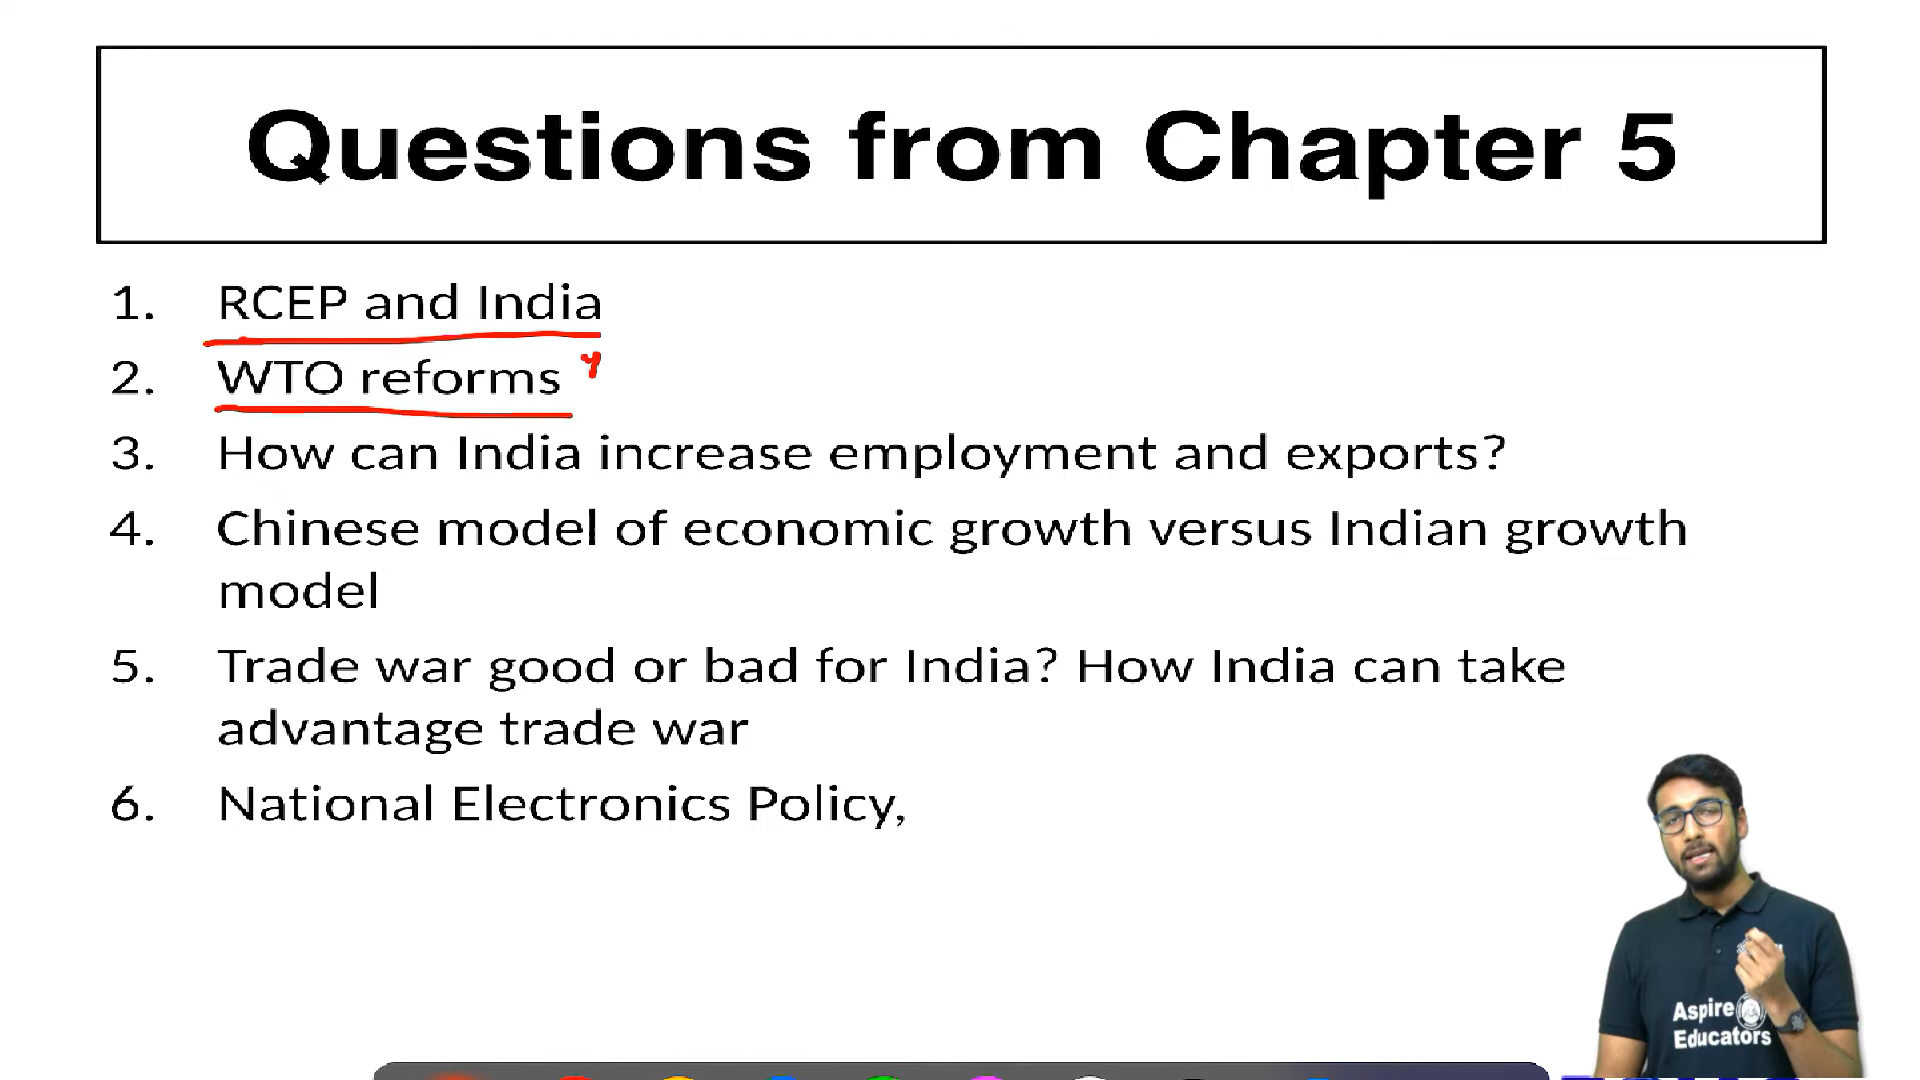 Questions from Chapter 5
1. RCEP and India
2. WTO reforms
3. How can India increase employment and exports?
4. Chinese model of economic growth versus Indian growth
model
5. Trade war good or bad for India? How India can take
advantage trade war
6. National Electronics Policy,
Aspire
Educators